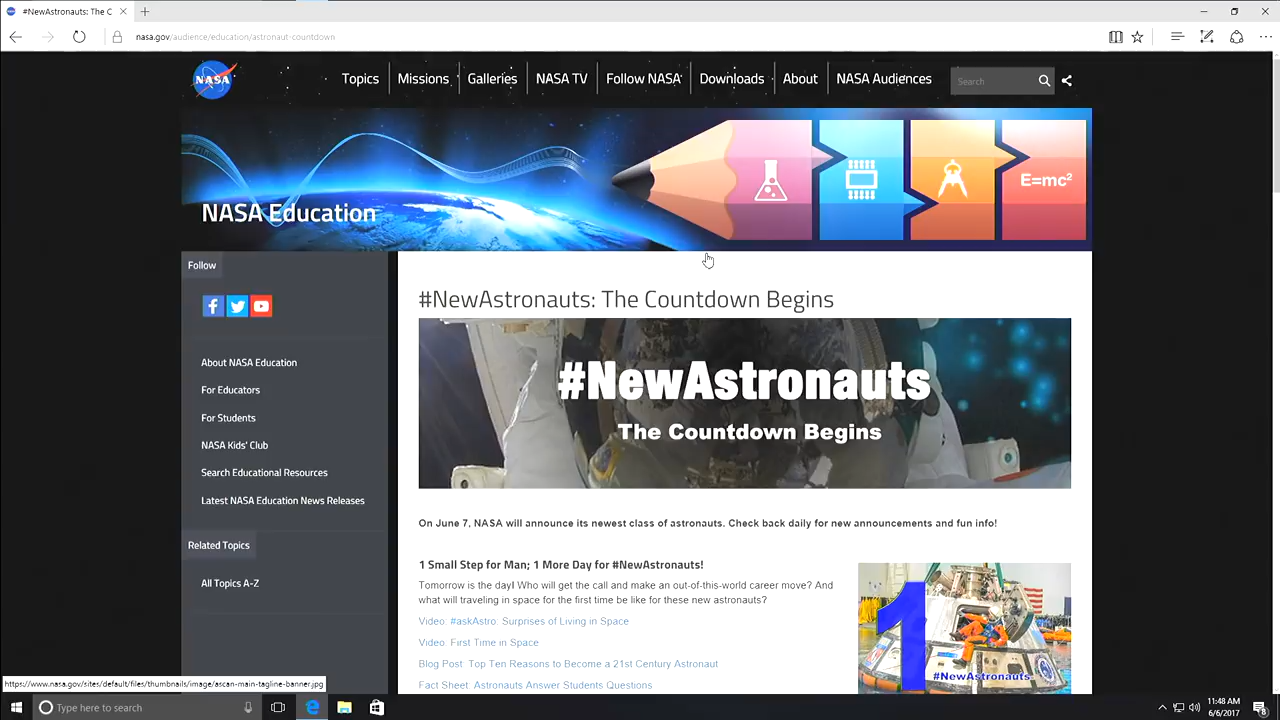 #NewAstronauts: The C
nasa.gov/audience/education/astronaut-countdown
NASA
Topics
Missions
Galleries
NASA TV
Follow NASA
Downloads
About
NASA Audiences
Search
E=mc²
NASA Education
Follow
#NewAstronauts: The Countdown Begins
#NewAstronauts
The Countdown Begins
About NASA Education
For Educators
For Students
NASA Kids' Club
Search Educational Resources
Latest NASA Education News Releases
On June 7, NASA will announce its newest class of astronauts. Check back daily for new announcements and fun info!
Related Topics
All Topics A-Z
1 Small Step for Man; 1 More Day for #NewAstronauts!
Tomorrow is the day! Who will get the call and make an out-of-this-world career move? And
what will traveling in space for the first time be like for these new astronauts?
Video: #askAstro: Surprises of Living in Space
Video: First Time in Space
Blog Post: Top Ten Reasons to Become a 21st Century Astronaut
Fact Sheet: Astronauts Answer Students Questions
1
#NewAstronauts
https://www.nasa.gov/sites/default/files/thumbnails/image/ascan-main-tagline-banner.jpg
Type here to search
11:48 AM
6/6/2017